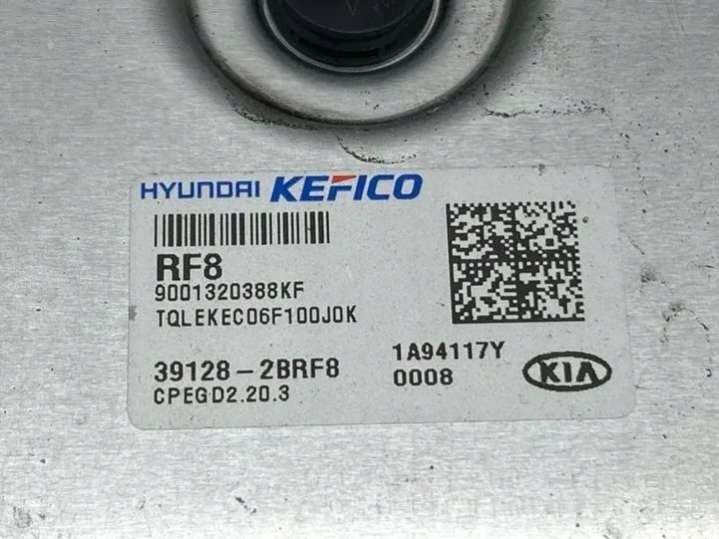 HYUNDAI KEFICO
RF8
9001320388KF
TQLEKEC06F100J0K
39128-2BRF8
CPEGD2.20.3
1A94117Y
0008
KIA